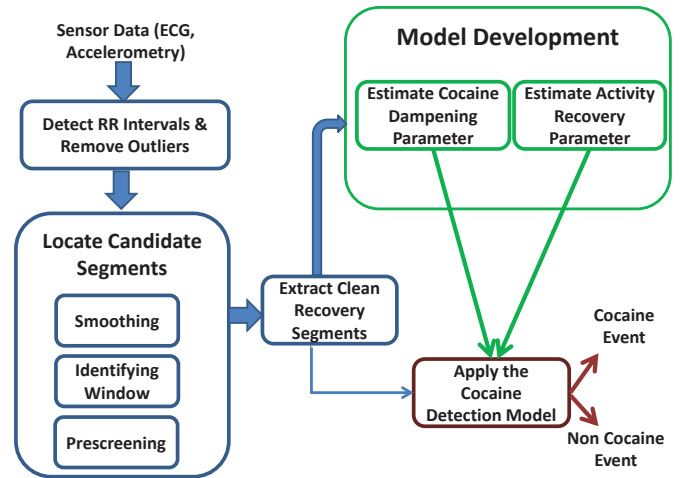 Sensor Data (ECG,
Accelerometry)
Detect RR Intervals &
Remove Outliers
Locate Candidate
Segments
Smoothing
Identifying
Window
Prescreening
Extract Clean
Recovery
Segments
Model Development
Estimate Cocaine
Dampening
Parameter
Estimate Activity
Recovery
Parameter
Apply the
Cocaine
Detection Model
Cocaine
Event
Non Cocaine
Event